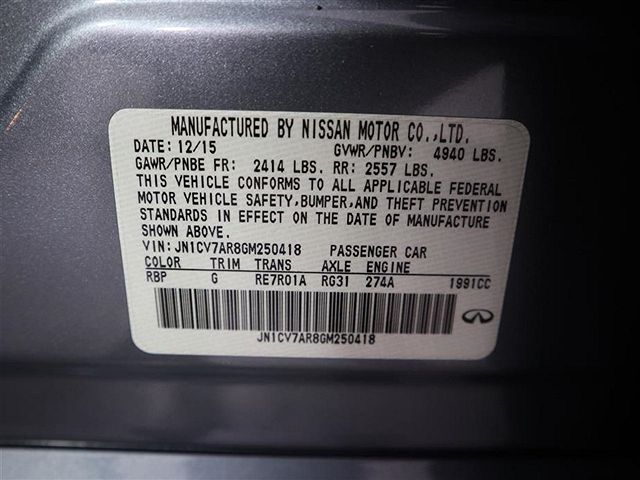 MANUFACTURED BY NISSAN MOTOR CO.,LTD.
DATE: 12/15 GVWR/PNBV: 4940 LBS.
GAWR/PNBE FR: 2414 LBS. RR: 2557 LBS.
THIS VEHICLE CONFORMS TO ALL APPLICABLE FEDERAL
MOTOR VEHICLE SAFETY,BUMPER,AND THEFT PREVENTION
STANDARDS IN EFFECT ON THE DATE OF MANUFACTURE
SHOWN ABOVE.
VIN: JN1CV7AR8GM250418 PASSENGER CAR
COLOR TRIM TRANS AXLE ENGINE
RBP G RE7R01A RG31 274A 1991CC
JN1CV7AR8GM250418